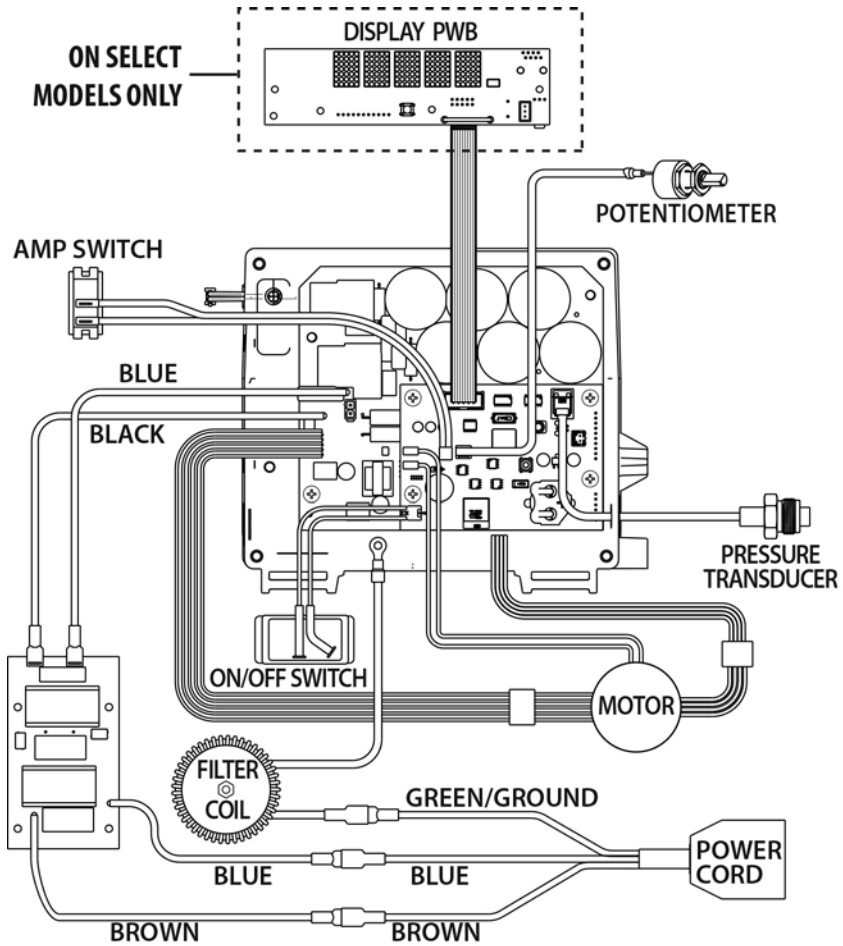 DISPLAY PWB
ON SELECT
MODELS ONLY
POTENTIOMETER
AMP SWITCH
BLUE
BLACK
PRESSURE
TRANSDUCER
ON/OFF SWITCH
MOTOR
FILTER
COIL
GREEN/GROUND
POWER
CORD
BLUE
BLUE
BROWN
BROWN